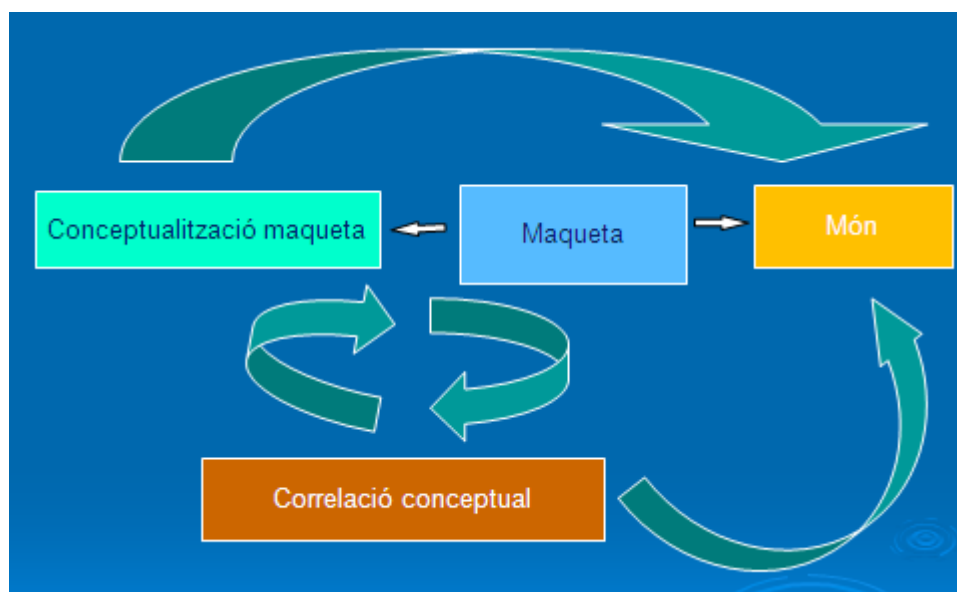 Conceptualització maqueta
Maqueta
Món
Correlació conceptual